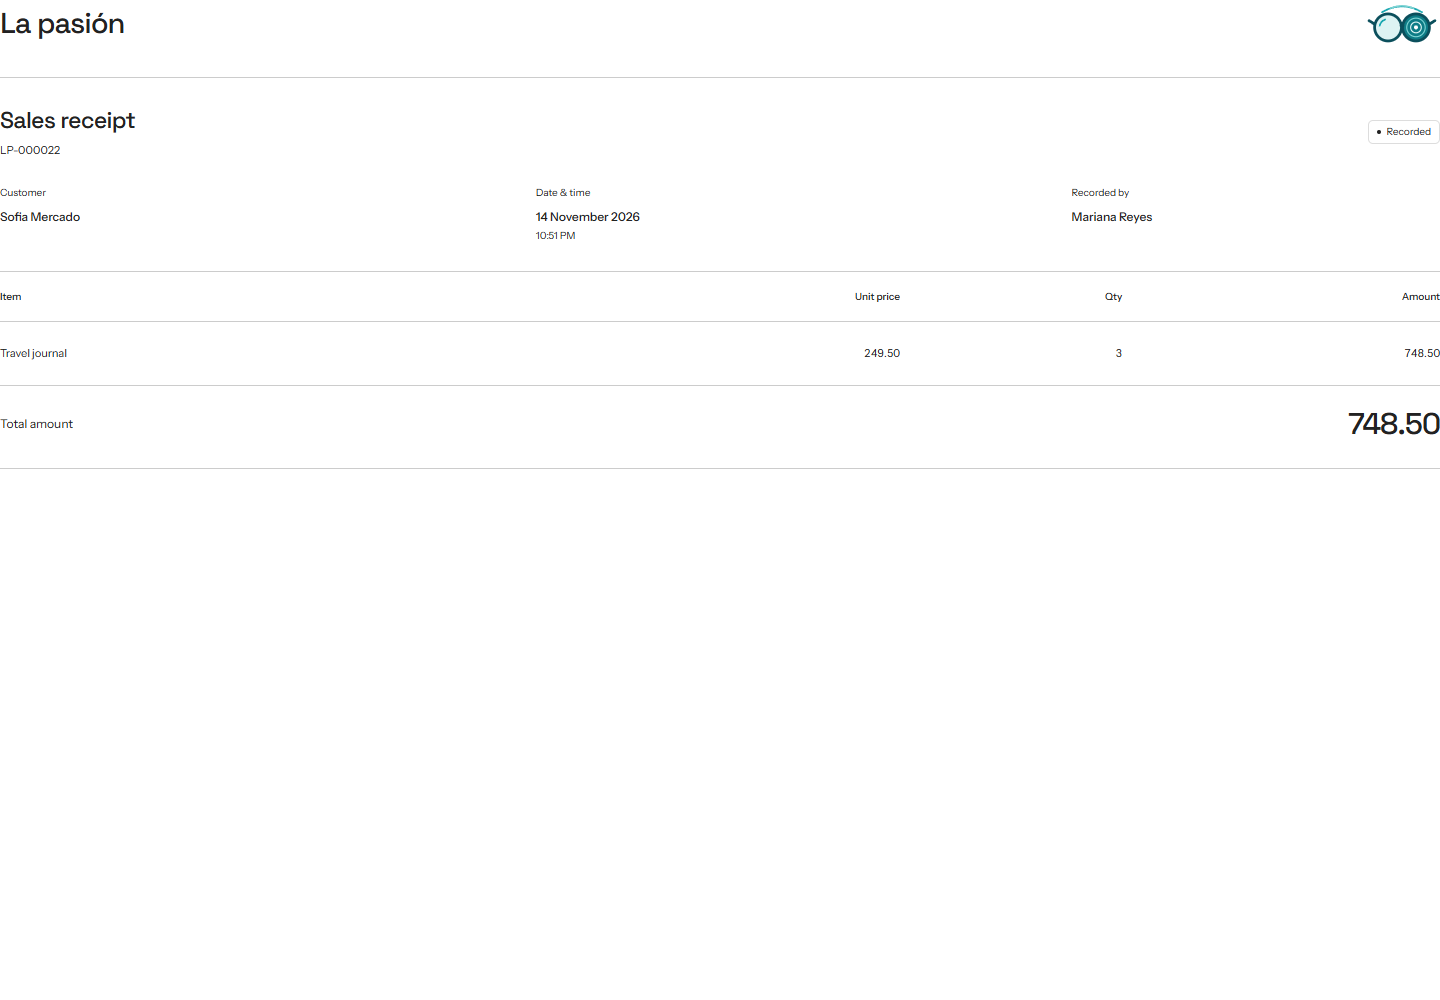 La pasión
Sales receipt
LP-000022
Recorded
Customer
Sofia Mercado
Date & time
14 November 2026
10:51 PM
Recorded by
Mariana Reyes
Item Unit price Qty Amount
Travel journal 249.50 3 748.50
Total amount 748.50